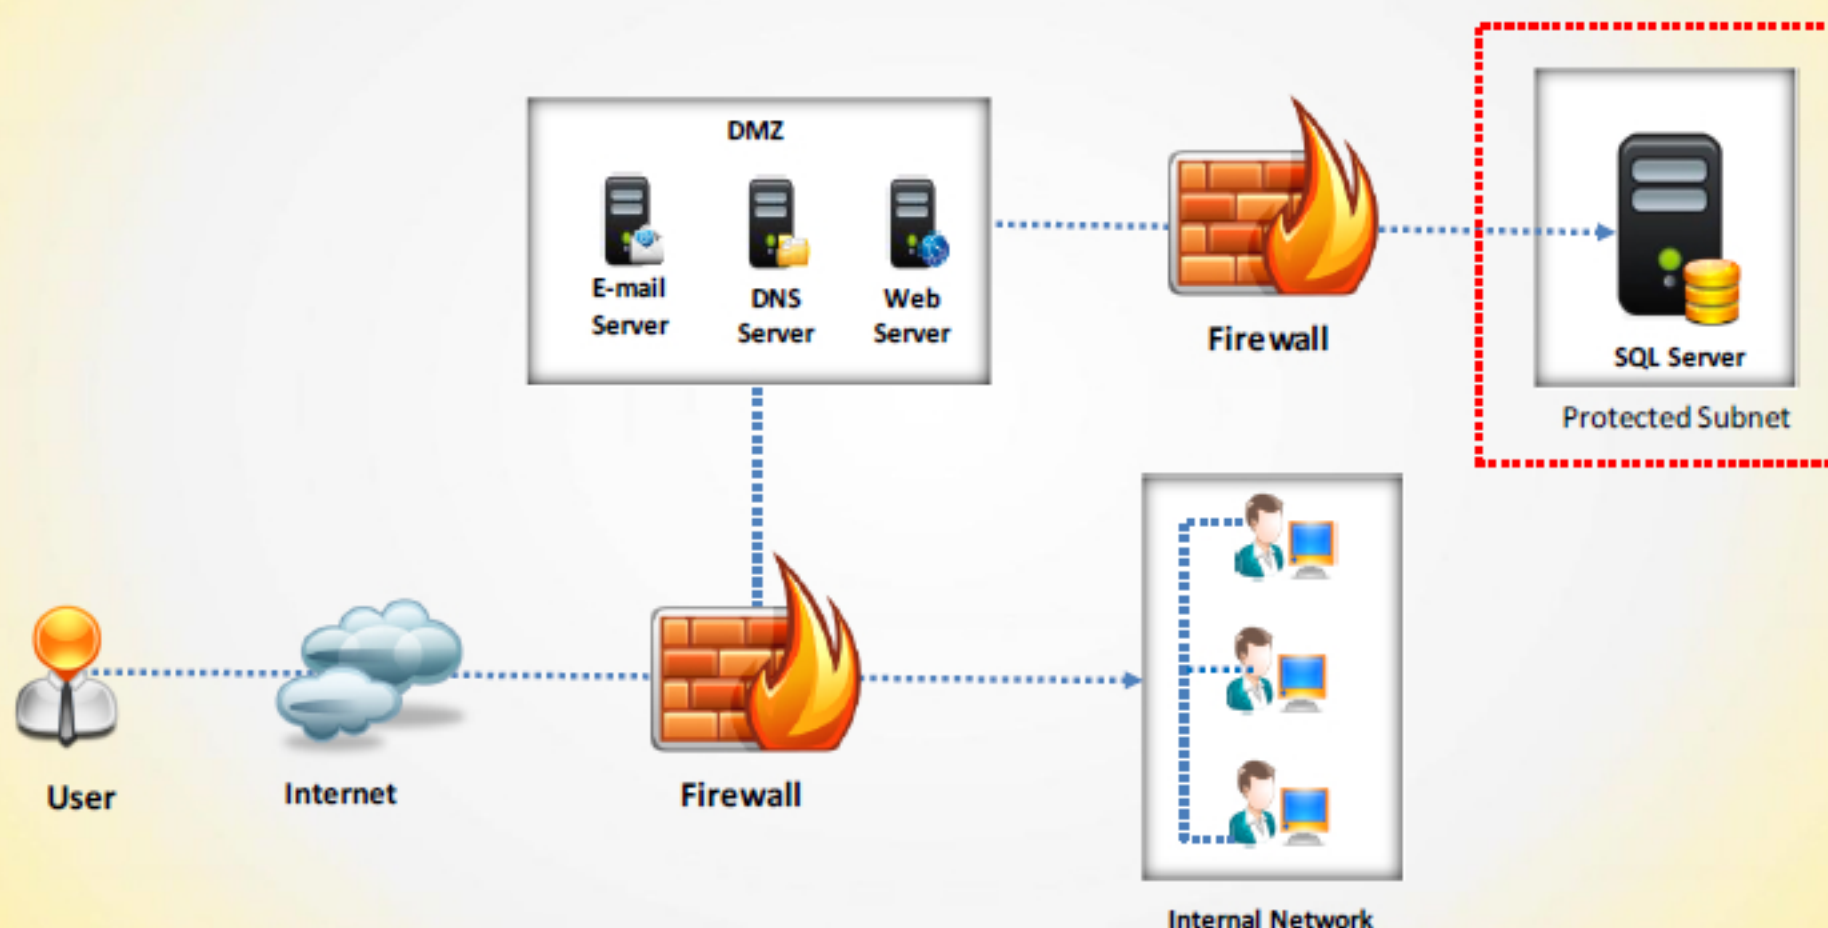 DMZ
E-mail
Server
DNS
Server
Web
Server
Firewall
SQL Server
Protected Subnet
User
Internet
Firewall
Internal Network